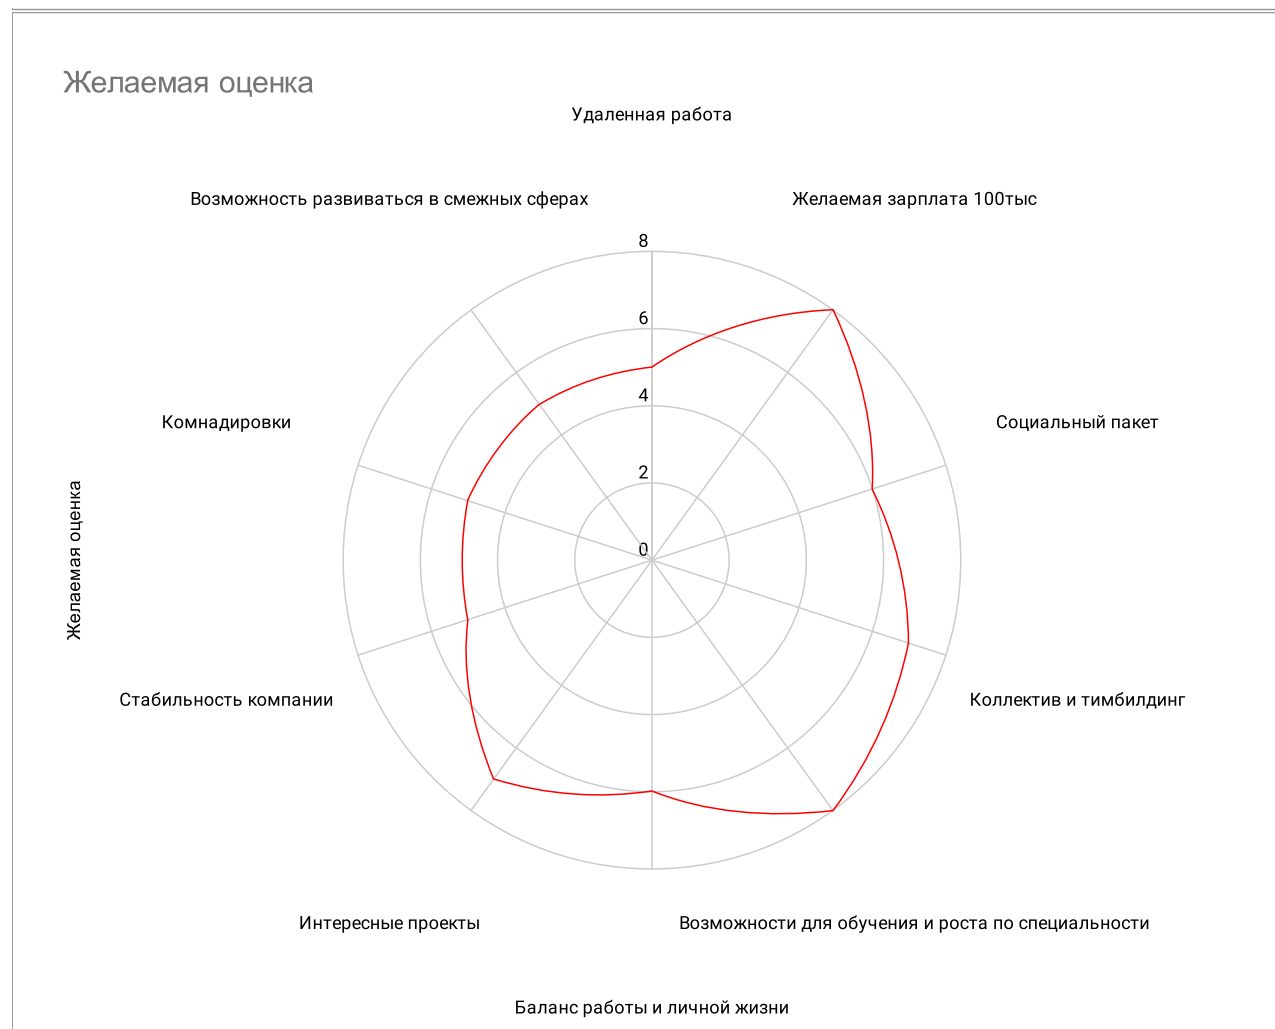 Желаемая оценка
Удаленная работа
Возможность развиваться в смежных сферах
Желаемая зарплата 100тыс
8
6
4
2
0
Комнадировки
Социальный пакет
Желаемая оценка
Стабильность компании
Коллектив и тимбилдинг
Интересные проекты
Возможности для обучения и роста по специальности
Баланс работы и личной жизни